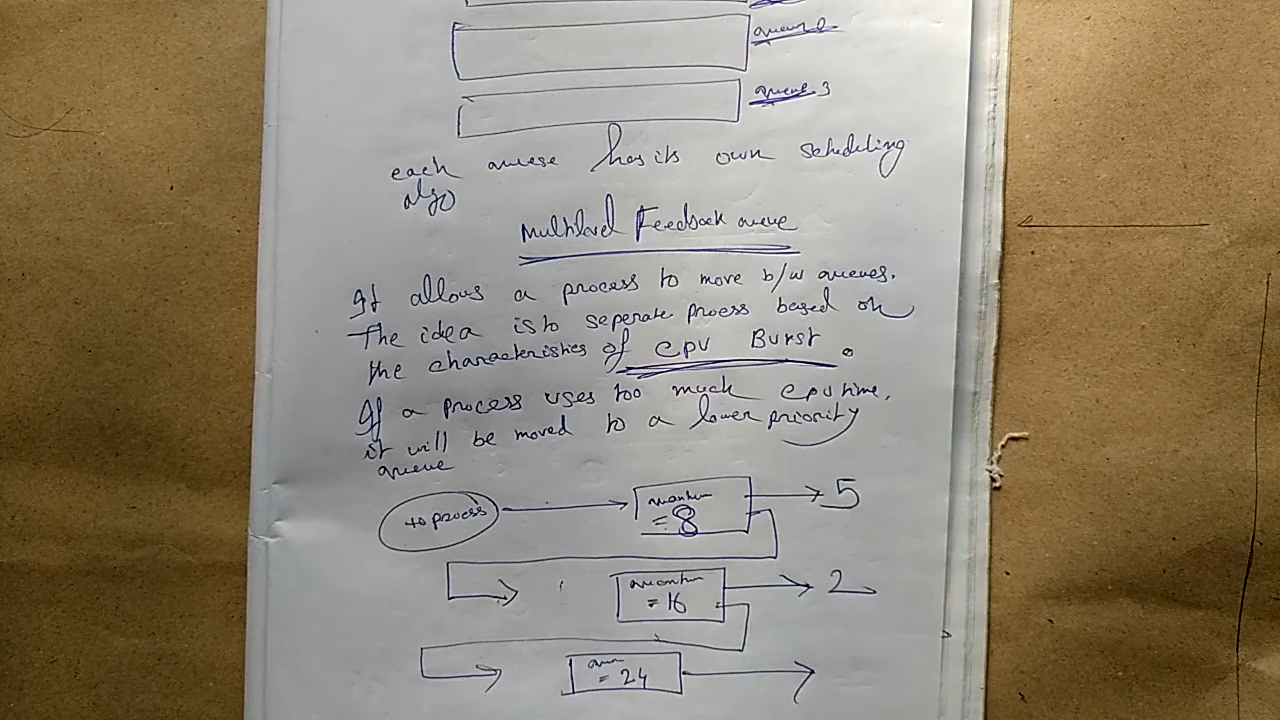 queue 2
queue 3
each queue has its own scheduling
algo
Multilevel Feedback queue
It allows a process to move b/w queues.
The idea is to seperate process based on
the characteristics of CPU Burst.
If a process uses too much cpu time,
it will be moved to a lower priority
queue
to process
quantum
= 8
5
quantum
= 16
2
quan
= 24